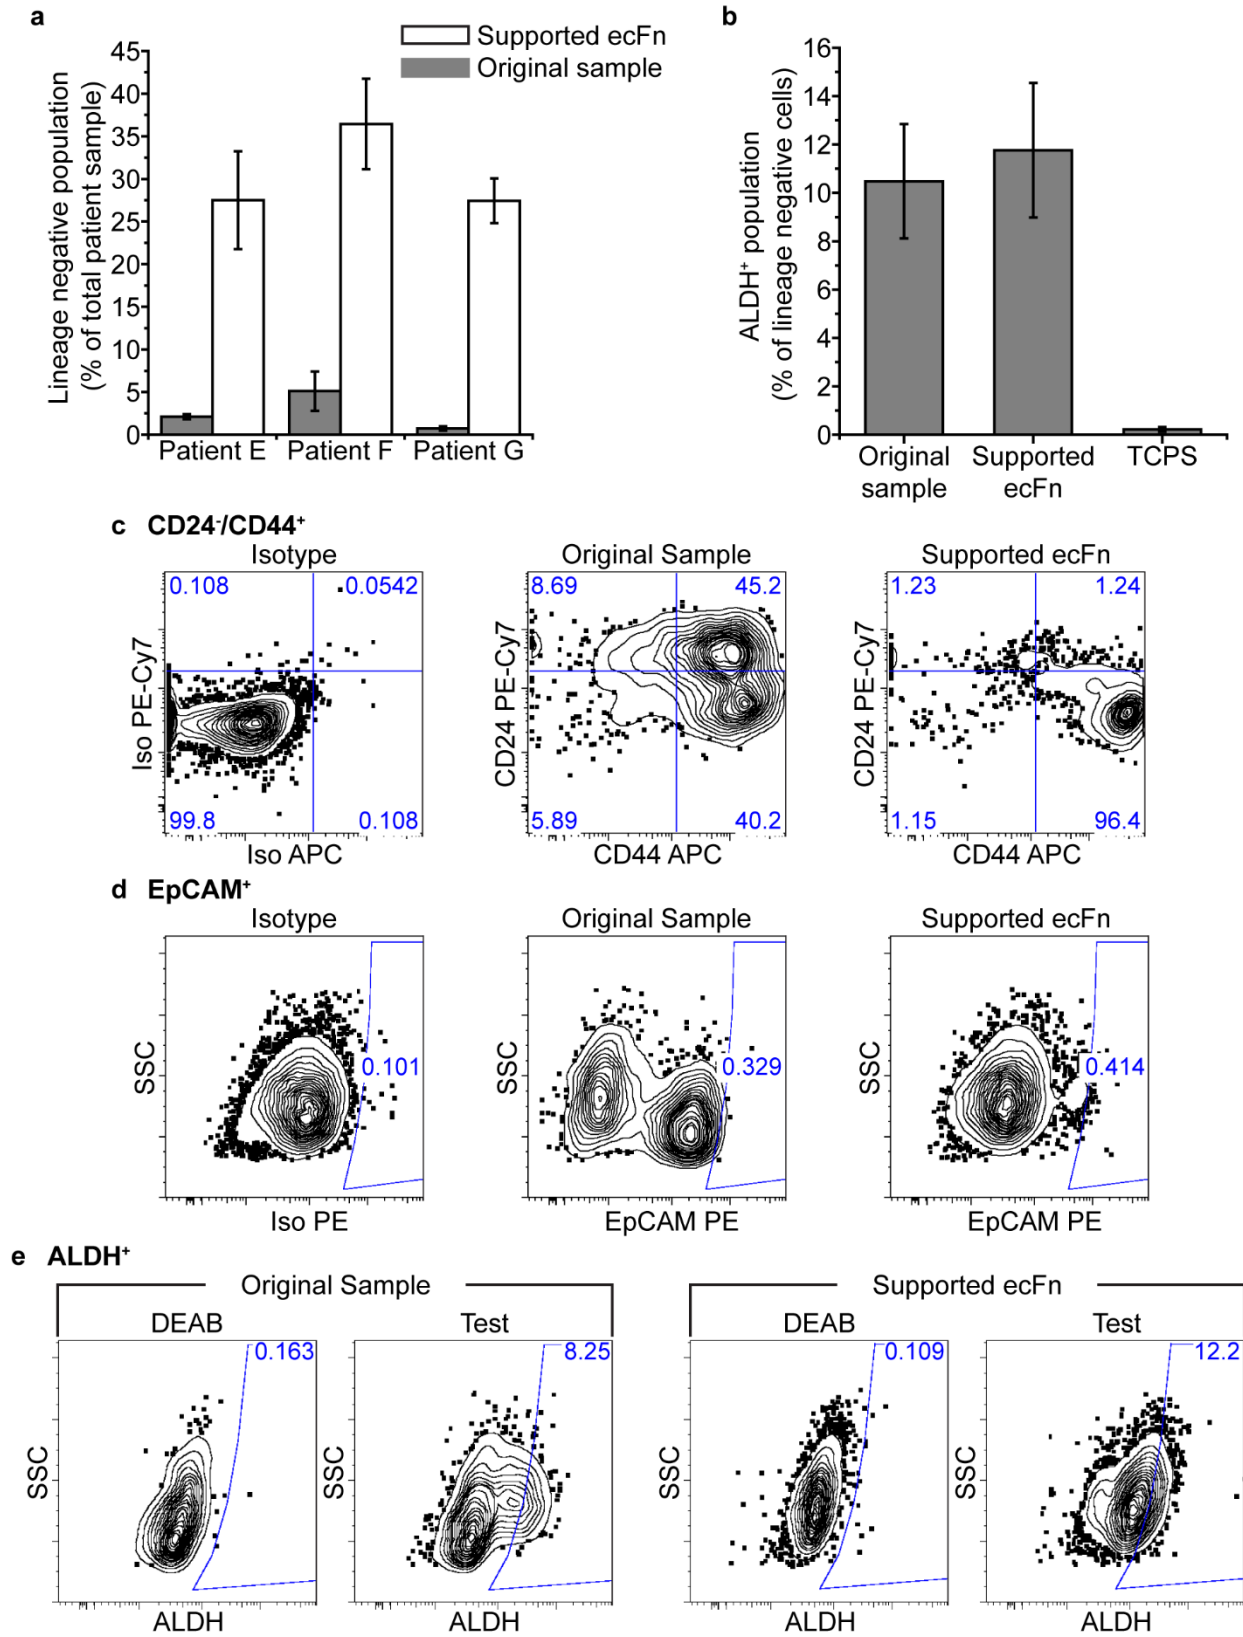 a
Supported ecFn
Original sample
Lineage negative population
(% of total patient sample)
45
40
35
30
25
20
15
10
5
0
Patient E Patient F Patient G
b
ALDH⁺ population
(% of lineage negative cells)
16
14
12
10
8
6
4
2
0
Original sample
Supported ecFn
TCPS
c CD24⁻/CD44⁺
Isotype
0.108 0.0542
99.8 0.108
Iso PE-Cy7
Iso APC
Original Sample
8.69 45.2
5.89 40.2
CD24 PE-Cy7
CD44 APC
Supported ecFn
1.23 1.24
1.15 96.4
CD24 PE-Cy7
CD44 APC
d EpCAM⁺
Isotype
0.101
SSC
Iso PE
Original Sample
0.329
SSC
EpCAM PE
Supported ecFn
0.414
SSC
EpCAM PE
e ALDH⁺
Original Sample
DEAB
0.163
SSC
ALDH
Test
8.25
SSC
ALDH
Supported ecFn
DEAB
0.109
SSC
ALDH
Test
12.2
SSC
ALDH